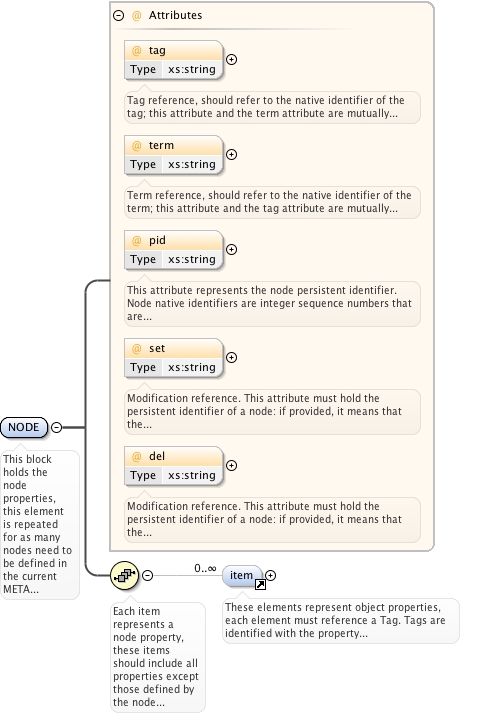 @ Attributes
@ tag
Type xs:string
Tag reference, should refer to the native identifier of the
tag; this attribute and the term attribute are mutually...
@ term
Type xs:string
Term reference, should refer to the native identifier of the
term; this attribute and the tag attribute are mutually...
@ pid
Type xs:string
This attribute represents the node persistent identifier.
Node native identifiers are integer sequence numbers that
are...
@ set
Type xs:string
Modification reference. This attribute must hold the
persistent identifier of a node: if provided, it means that
the...
@ del
Type xs:string
Modification reference. This attribute must hold the
persistent identifier of a node: if provided, it means that
the...
NODE
This block
holds the
node
properties,
this element
is repeated
for as many
nodes need to
be defined in
the current
META...
0..∞
item
Each item
represents a
node property,
these items
should include all
properties except
those defined by
the node...
These elements represent object properties,
each element must reference a Tag. Tags are
identified with the property...